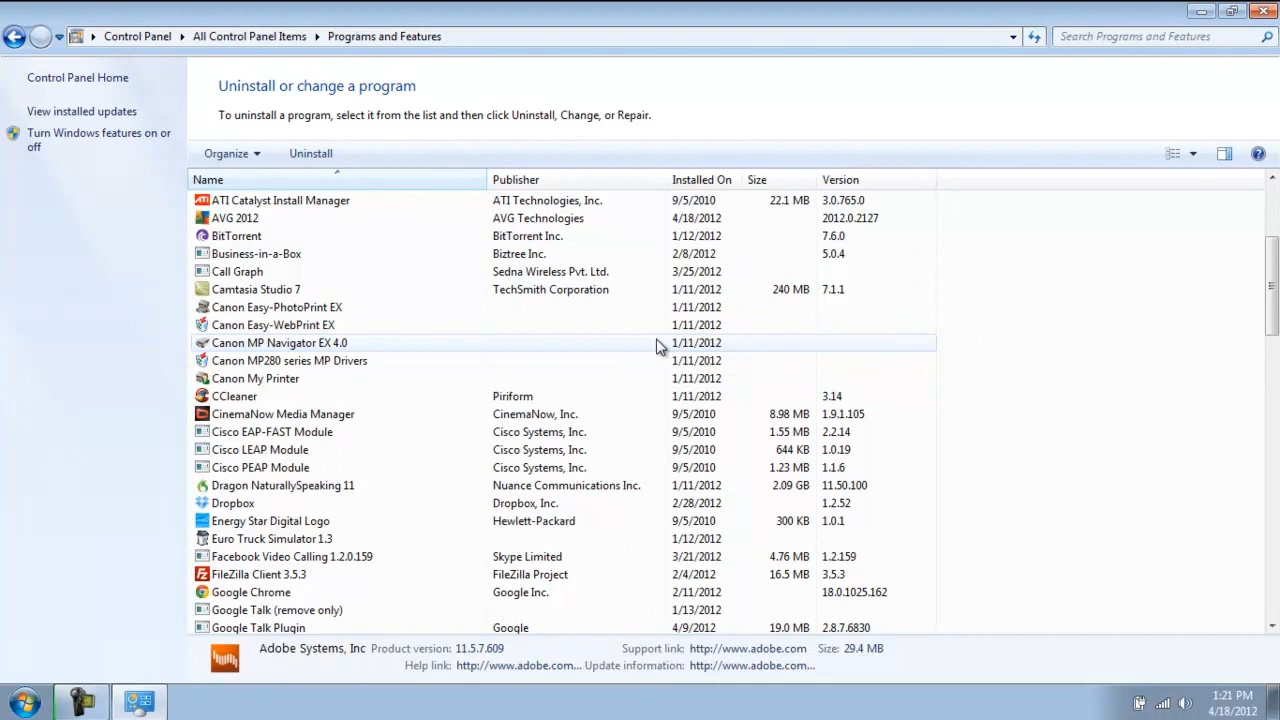 Control Panel All Control Panel Items Programs and Features Search Programs and Features
Control Panel Home
View installed updates
Turn Windows features on or
off
Uninstall or change a program
To uninstall a program, select it from the list and then click Uninstall, Change, or Repair.
Organize Uninstall
Name Publisher Installed On Size Version
ATI Catalyst Install Manager ATI Technologies, Inc. 9/5/2010 22.1 MB 3.0.765.0
AVG 2012 AVG Technologies 4/18/2012 2012.0.2127
BitTorrent BitTorrent Inc. 1/12/2012 7.6.0
Business-in-a-Box Biztree Inc. 2/8/2012 5.0.4
Call Graph Sedna Wireless Pvt. Ltd. 3/25/2012
Camtasia Studio 7 TechSmith Corporation 1/11/2012 240 MB 7.1.1
Canon Easy-PhotoPrint EX 1/11/2012
Canon Easy-WebPrint EX 1/11/2012
Canon MP Navigator EX 4.0 1/11/2012
Canon MP280 series MP Drivers 1/11/2012
Canon My Printer 1/11/2012
CCleaner Piriform 1/11/2012 3.14
CinemaNow Media Manager CinemaNow, Inc. 9/5/2010 8.98 MB 1.9.1.105
Cisco EAP-FAST Module Cisco Systems, Inc. 9/5/2010 1.55 MB 2.2.14
Cisco LEAP Module Cisco Systems, Inc. 9/5/2010 644 KB 1.0.19
Cisco PEAP Module Cisco Systems, Inc. 9/5/2010 1.23 MB 1.1.6
Dragon NaturallySpeaking 11 Nuance Communications Inc. 1/11/2012 2.09 GB 11.50.100
Dropbox Dropbox, Inc. 2/28/2012 1.2.52
Energy Star Digital Logo Hewlett-Packard 9/5/2010 300 KB 1.0.1
Euro Truck Simulator 1.3 1/12/2012
Facebook Video Calling 1.2.0.159 Skype Limited 3/21/2012 4.76 MB 1.2.159
FileZilla Client 3.5.3 FileZilla Project 2/4/2012 16.5 MB 3.5.3
Google Chrome Google Inc. 2/11/2012 18.0.1025.162
Google Talk (remove only) 1/13/2012
Google Talk Plugin Google 4/9/2012 19.0 MB 2.8.7.6830
Adobe Systems, Inc Product version: 11.5.7.609 Support link: http://www.adobe.com Size: 29.4 MB
Help link: http://www.adobe.com... Update information: http://www.adobe.com...
1:21 PM
4/18/2012